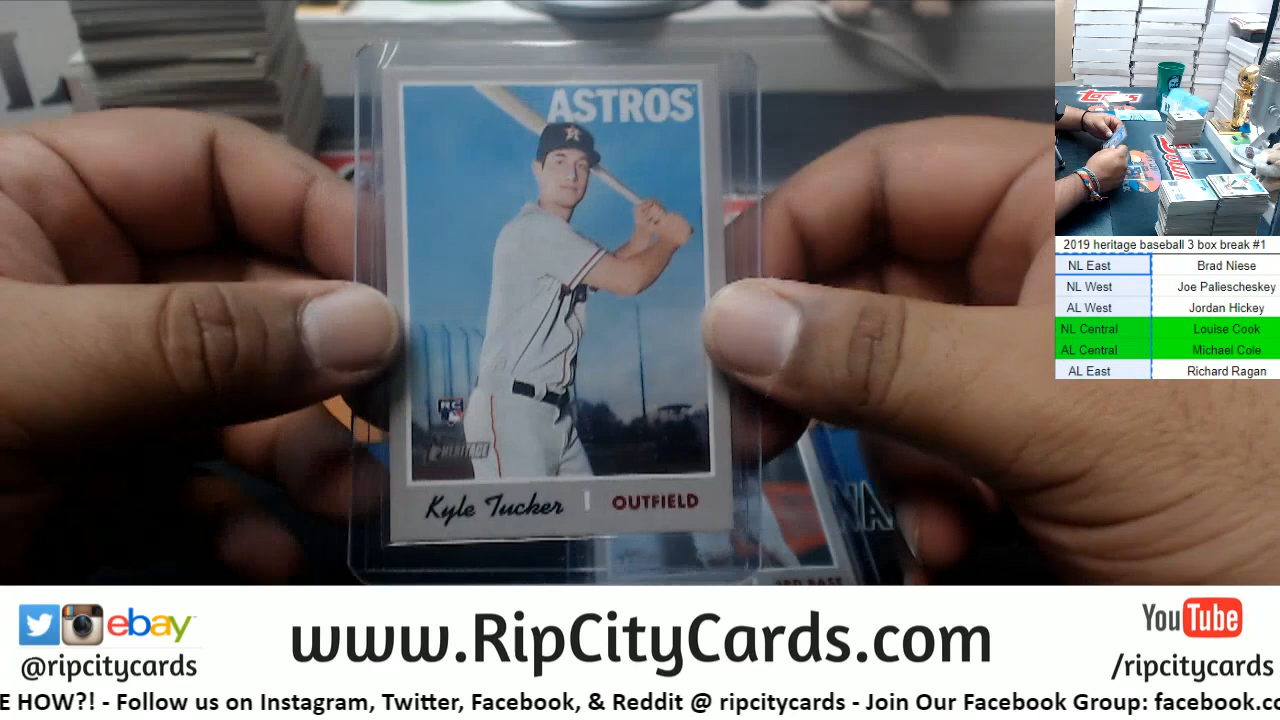 ASTROS
RC
HERITAGE
Kyle Tucker | OUTFIELD
3RD BASE
Topps
2019 heritage baseball 3 box break #1
NL East Brad Niese
NL West Joe Paliescheskey
AL West Jordan Hickey
NL Central Louise Cook
AL Central Michael Cole
AL East Richard Ragan
ebay
@ripcitycards
www.RipCityCards.com
YouTube
/ripcitycards
E HOW?! - Follow us on Instagram, Twitter, Facebook, & Reddit @ ripcitycards - Join Our Facebook Group: facebook.co